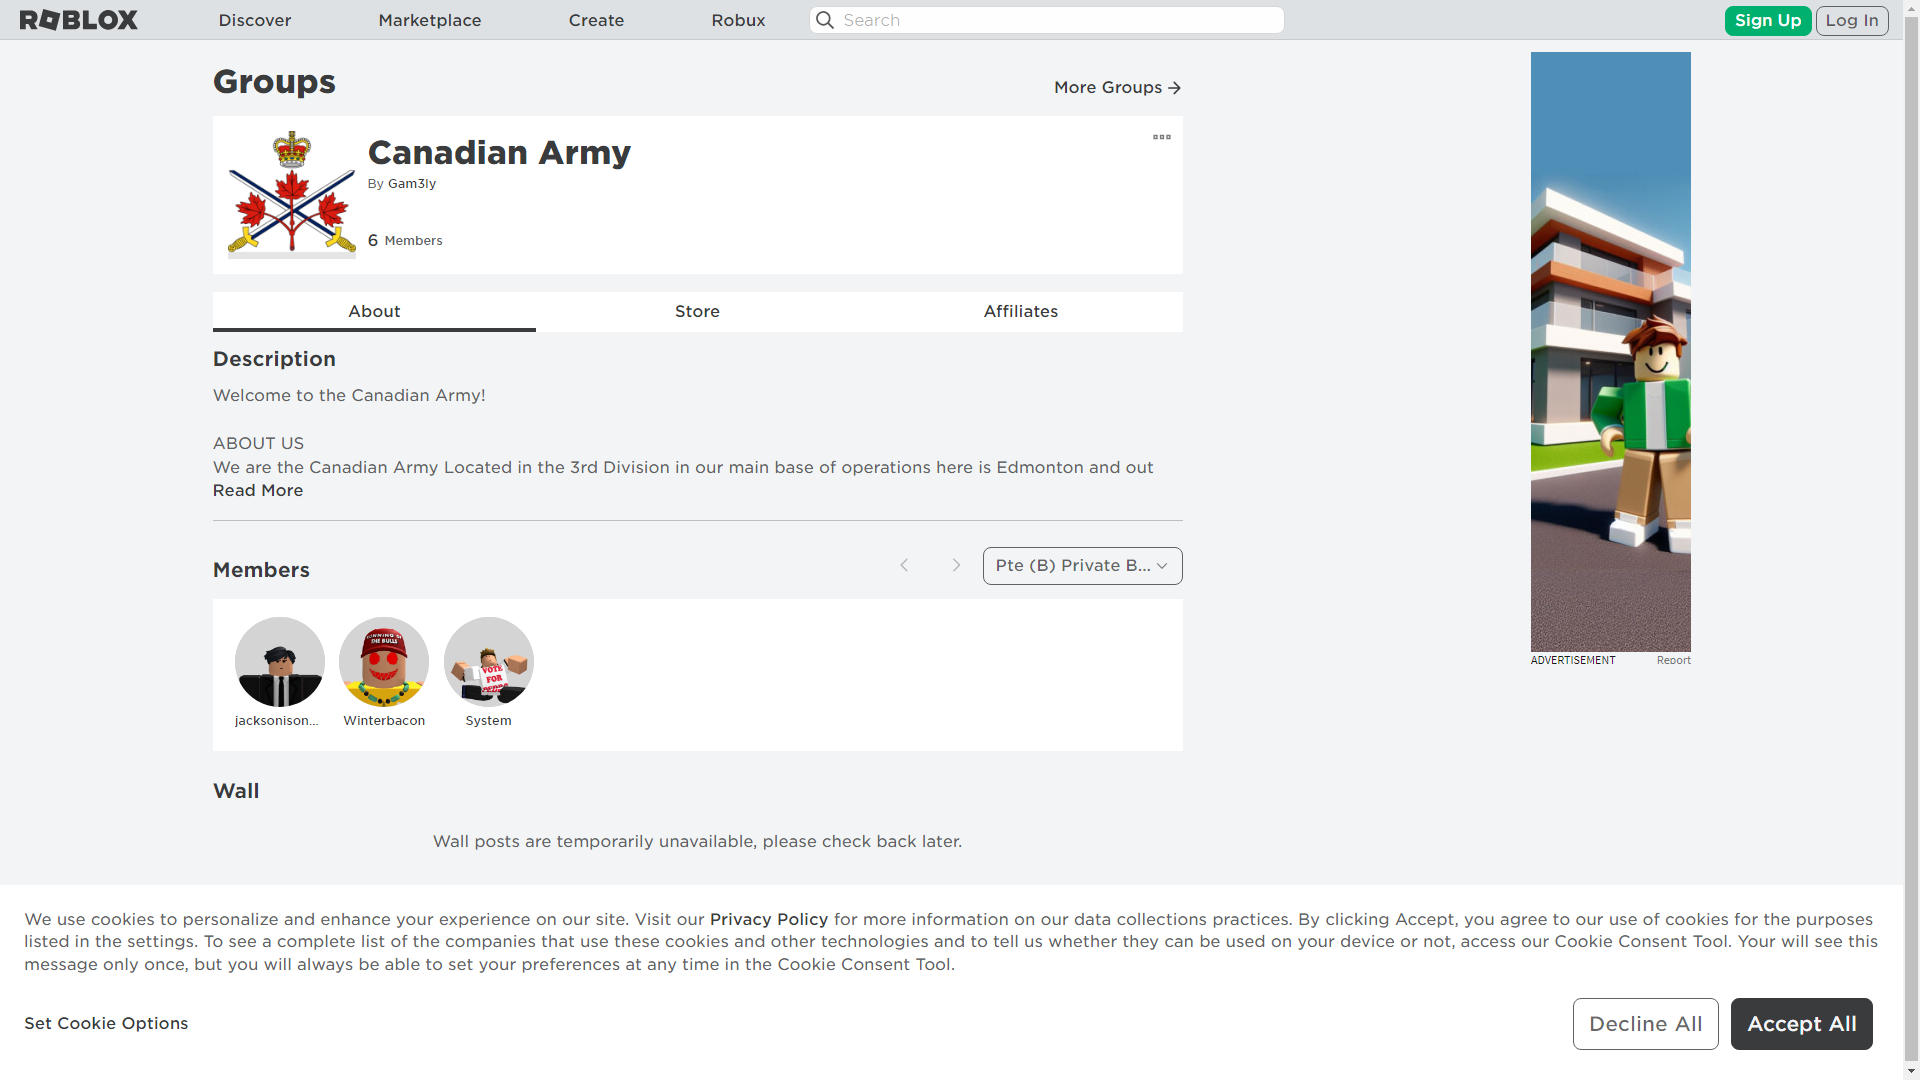 ROBLOX
Discover
Marketplace
Create
Robux
Search
Sign Up
Log In
Groups
More Groups
Canadian Army
By Gam3ly
6 Members
About
Store
Affiliates
Description
Welcome to the Canadian Army!
ABOUT US
We are the Canadian Army Located in the 3rd Division in our main base of operations here is Edmonton and out
Read More
Members
Pte (B) Private B...
RUNNING OF
THE BULLS
VOTE
FOR
jacksonison...
Winterbacon
System
Wall
Wall posts are temporarily unavailable, please check back later.
ADVERTISEMENT
Report
We use cookies to personalize and enhance your experience on our site. Visit our Privacy Policy for more information on our data collections practices. By clicking Accept, you agree to our use of cookies for the purposes
listed in the settings. To see a complete list of the companies that use these cookies and other technologies and to tell us whether they can be used on your device or not, access our Cookie Consent Tool. Your will see this
message only once, but you will always be able to set your preferences at any time in the Cookie Consent Tool.
Set Cookie Options
Decline All
Accept All